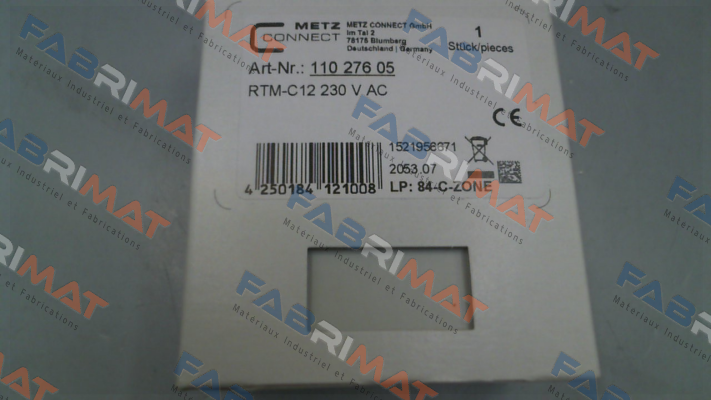 METZ CONNECT
METZ CONNECT GmbH
Im Tal 2
78176 Blumberg
Deutschland | Germany
1
Stück/pieces
Art-Nr.: 110 27 6 05
RTM-C12 230 V AC
CE
1521956871
2053.07
LP: 84-C-ZONE
4 250184 121008
FABRIMAT
Materiaux Industriel et Fabrications